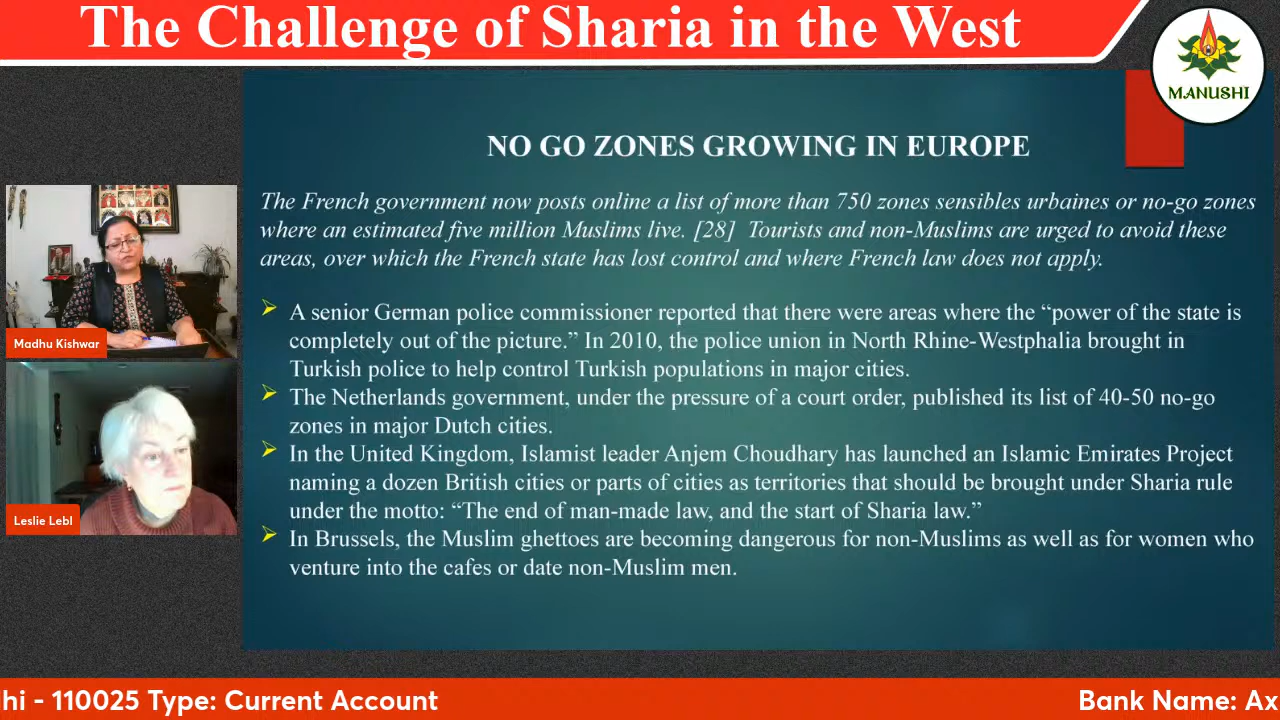 The Challenge of Sharia in the West
MANUSHI
NO GO ZONES GROWING IN EUROPE
The French government now posts online a list of more than 750 zones sensibles urbaines or no-go zones
where an estimated five million Muslims live. [28] Tourists and non-Muslims are urged to avoid these
areas, over which the French state has lost control and where French law does not apply.
A senior German police commissioner reported that there were areas where the “power of the state is
completely out of the picture.” In 2010, the police union in North Rhine-Westphalia brought in
Turkish police to help control Turkish populations in major cities.
The Netherlands government, under the pressure of a court order, published its list of 40-50 no-go
zones in major Dutch cities.
In the United Kingdom, Islamist leader Anjem Choudhary has launched an Islamic Emirates Project
naming a dozen British cities or parts of cities as territories that should be brought under Sharia rule
under the motto: “The end of man-made law, and the start of Sharia law.”
In Brussels, the Muslim ghettoes are becoming dangerous for non-Muslims as well as for women who
venture into the cafes or date non-Muslim men.
Madhu Kishwar
Leslie Lebl
hi - 110025 Type: Current Account
Bank Name: Ax